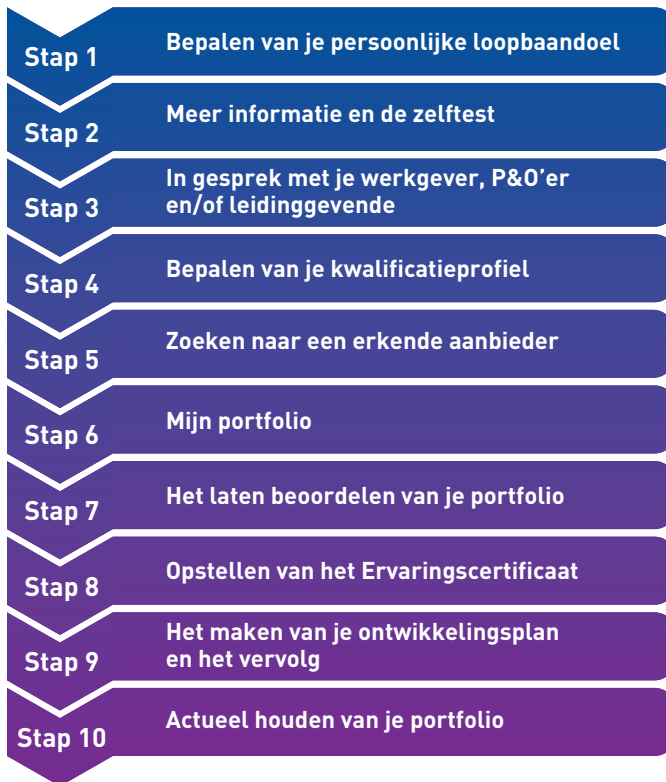 Stap 1
Bepalen van je persoonlijke loopbaandoel
Stap 2
Meer informatie en de zelftest
Stap 3
In gesprek met je werkgever, P&O'er
en/of leidinggevende
Stap 4
Bepalen van je kwalificatieprofiel
Stap 5
Zoeken naar een erkende aanbieder
Stap 6
Mijn portfolio
Stap 7
Het laten beoordelen van je portfolio
Stap 8
Opstellen van het Ervaringscertificaat
Stap 9
Het maken van je ontwikkelingsplan
en het vervolg
Stap 10
Actueel houden van je portfolio